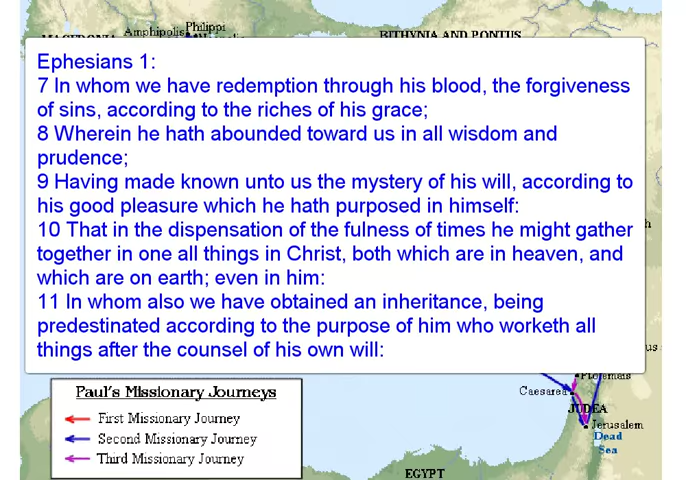 Philippi
Amphipolis
BITHYNIA AND PONTUS
Ephesians 1:
7 In whom we have redemption through his blood, the forgiveness
of sins, according to the riches of his grace;
8 Wherein he hath abounded toward us in all wisdom and
prudence;
9 Having made known unto us the mystery of his will, according to
his good pleasure which he hath purposed in himself:
10 That in the dispensation of the fulness of times he might gather
together in one all things in Christ, both which are in heaven, and
which are on earth; even in him:
11 In whom also we have obtained an inheritance, being
predestinated according to the purpose of him who worketh all
things after the counsel of his own will:
Ptolemais
Caesarea
JUDEA
Jerusalem
Dead
Sea
Paul's Missionary Journeys
First Missionary Journey
Second Missionary Journey
Third Missionary Journey
EGYPT